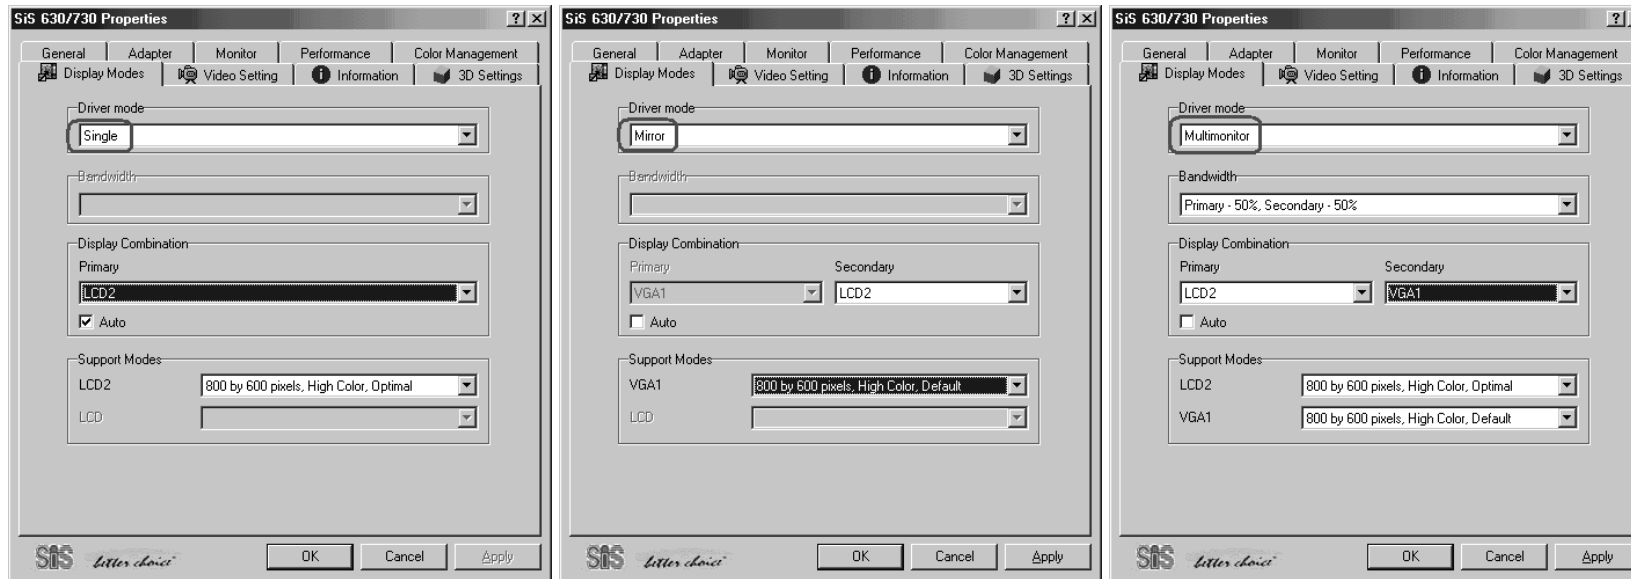 SiS 630/730 Properties
General Adapter Monitor Performance Color Management
Display Modes Video Setting Information 3D Settings
Driver mode
Single
Bandwidth
Display Combination
Primary
LCD2
Auto
Support Modes
LCD2 800 by 600 pixels, High Color, Optimal
LCD
SiS better choice
OK Cancel Apply
SiS 630/730 Properties
General Adapter Monitor Performance Color Management
Display Modes Video Setting Information 3D Settings
Driver mode
Mirror
Bandwidth
Display Combination
Primary Secondary
VGA1 LCD2
Auto
Support Modes
VGA1 800 by 600 pixels, High Color, Default
LCD
SiS better choice
OK Cancel Apply
SiS 630/730 Properties
General Adapter Monitor Performance Color Management
Display Modes Video Setting Information 3D Settings
Driver mode
Multimonitor
Bandwidth
Primary - 50%, Secondary - 50%
Display Combination
Primary Secondary
LCD2 VGA1
Auto
Support Modes
LCD2 800 by 600 pixels, High Color, Optimal
VGA1 800 by 600 pixels, High Color, Default
SiS better choice
OK Cancel Apply